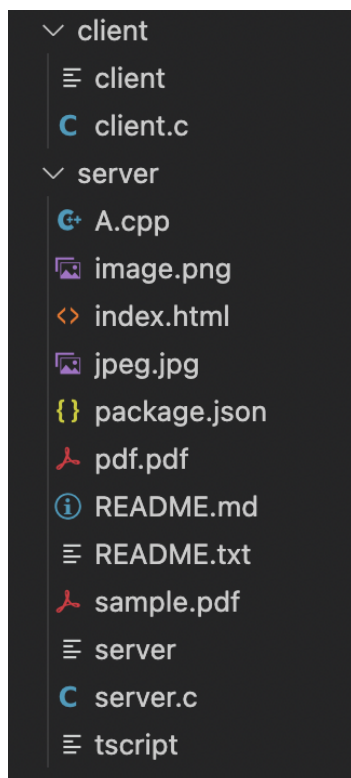 client
client
client.c
server
A.cpp
image.png
index.html
jpeg.jpg
package.json
pdf.pdf
README.md
README.txt
sample.pdf
server
server.c
tscript